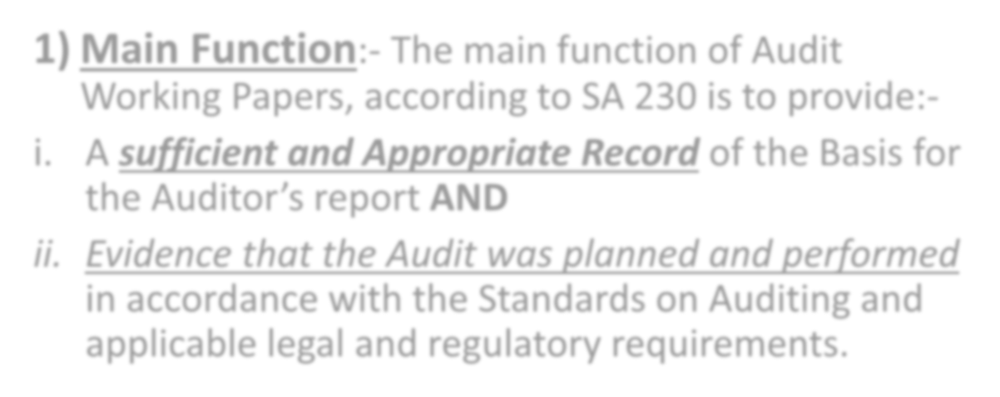 1) Main Function:- The main function of Audit
Working Papers, according to SA 230 is to provide:-
i. A sufficient and Appropriate Record of the Basis for
the Auditor’s report AND
ii. Evidence that the Audit was planned and performed
in accordance with the Standards on Auditing and
applicable legal and regulatory requirements.